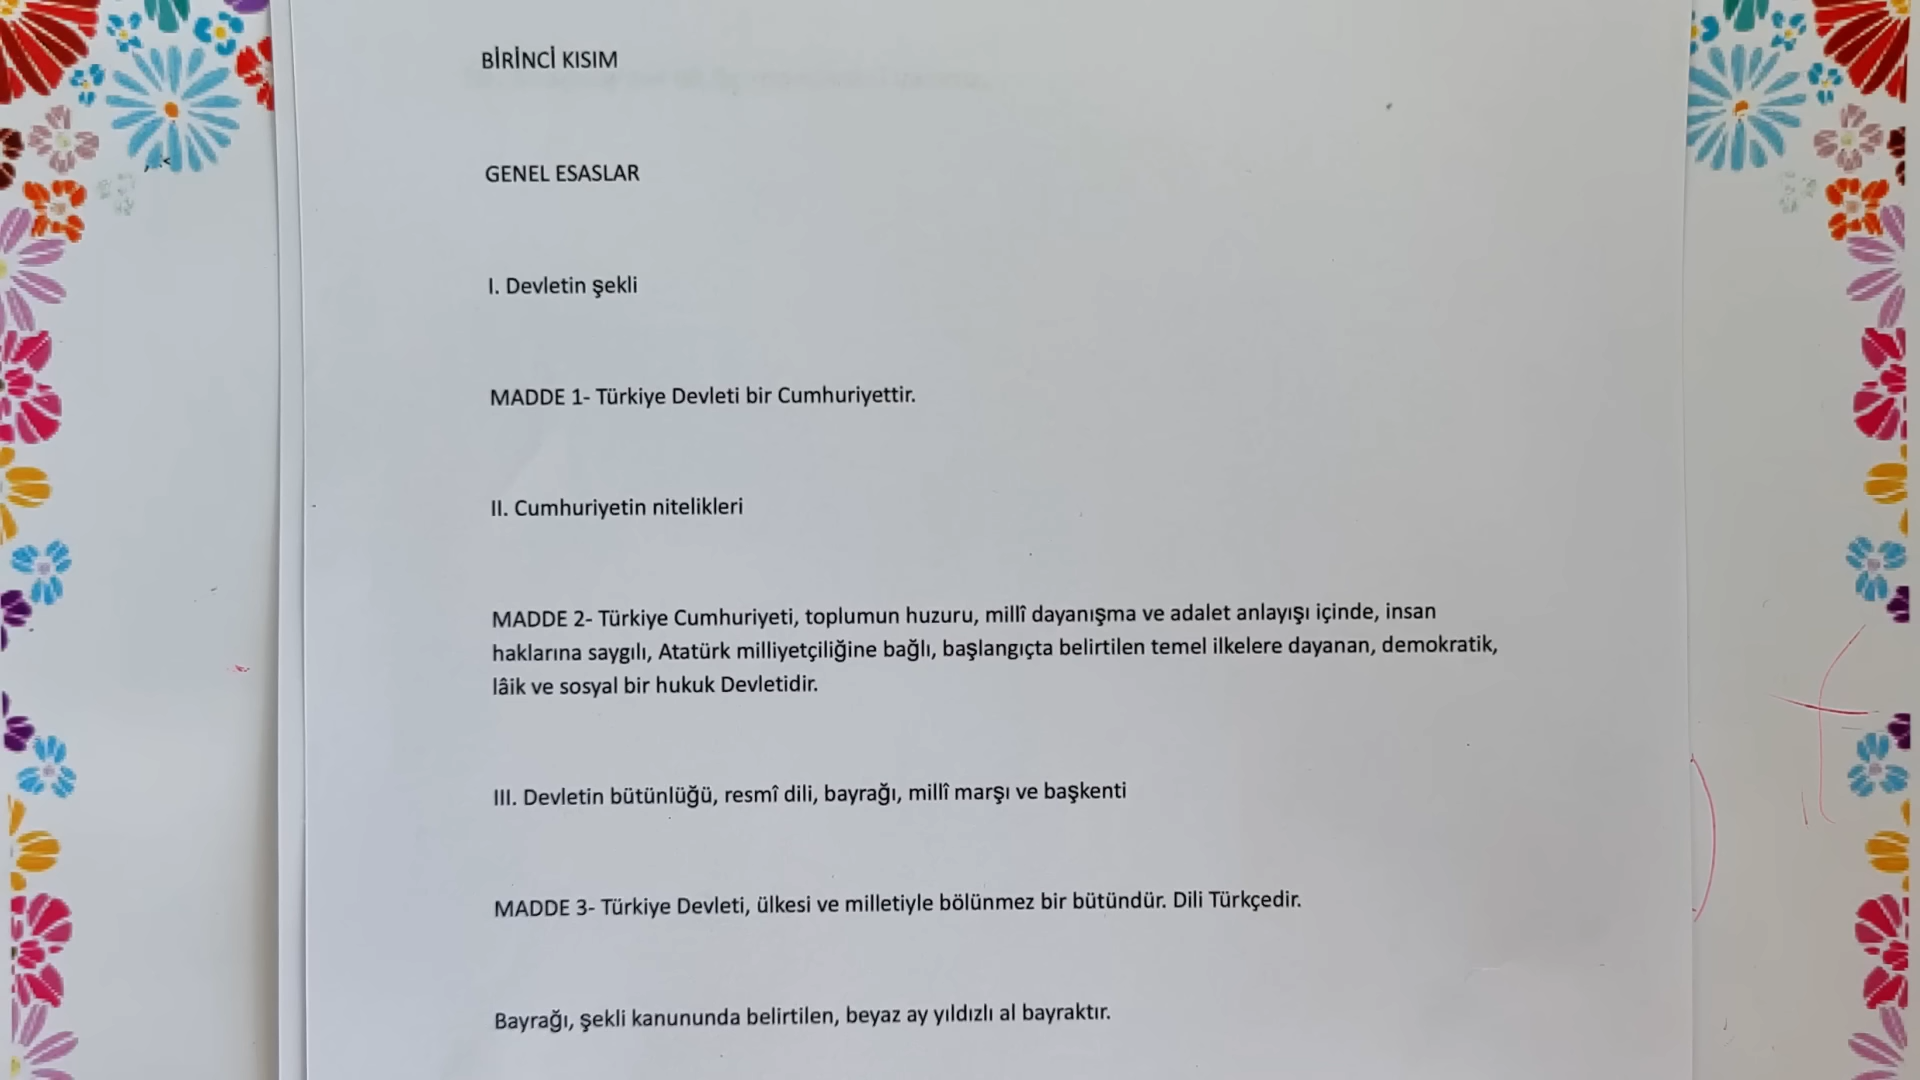 BİRİNCİ KISIM
GENEL ESASLAR
I. Devletin şekli
MADDE 1- Türkiye Devleti bir Cumhuriyettir.
II. Cumhuriyetin nitelikleri
MADDE 2- Türkiye Cumhuriyeti, toplumun huzuru, millî dayanışma ve adalet anlayışı içinde, insan
haklarına saygılı, Atatürk milliyetçiliğine bağlı, başlangıçta belirtilen temel ilkelere dayanan, demokratik,
lâik ve sosyal bir hukuk Devletidir.
III. Devletin bütünlüğü, resmî dili, bayrağı, millî marşı ve başkenti
MADDE 3- Türkiye Devleti, ülkesi ve milletiyle bölünmez bir bütündür. Dili Türkçedir.
Bayrağı, şekli kanununda belirtilen, beyaz ay yıldızlı al bayraktır.